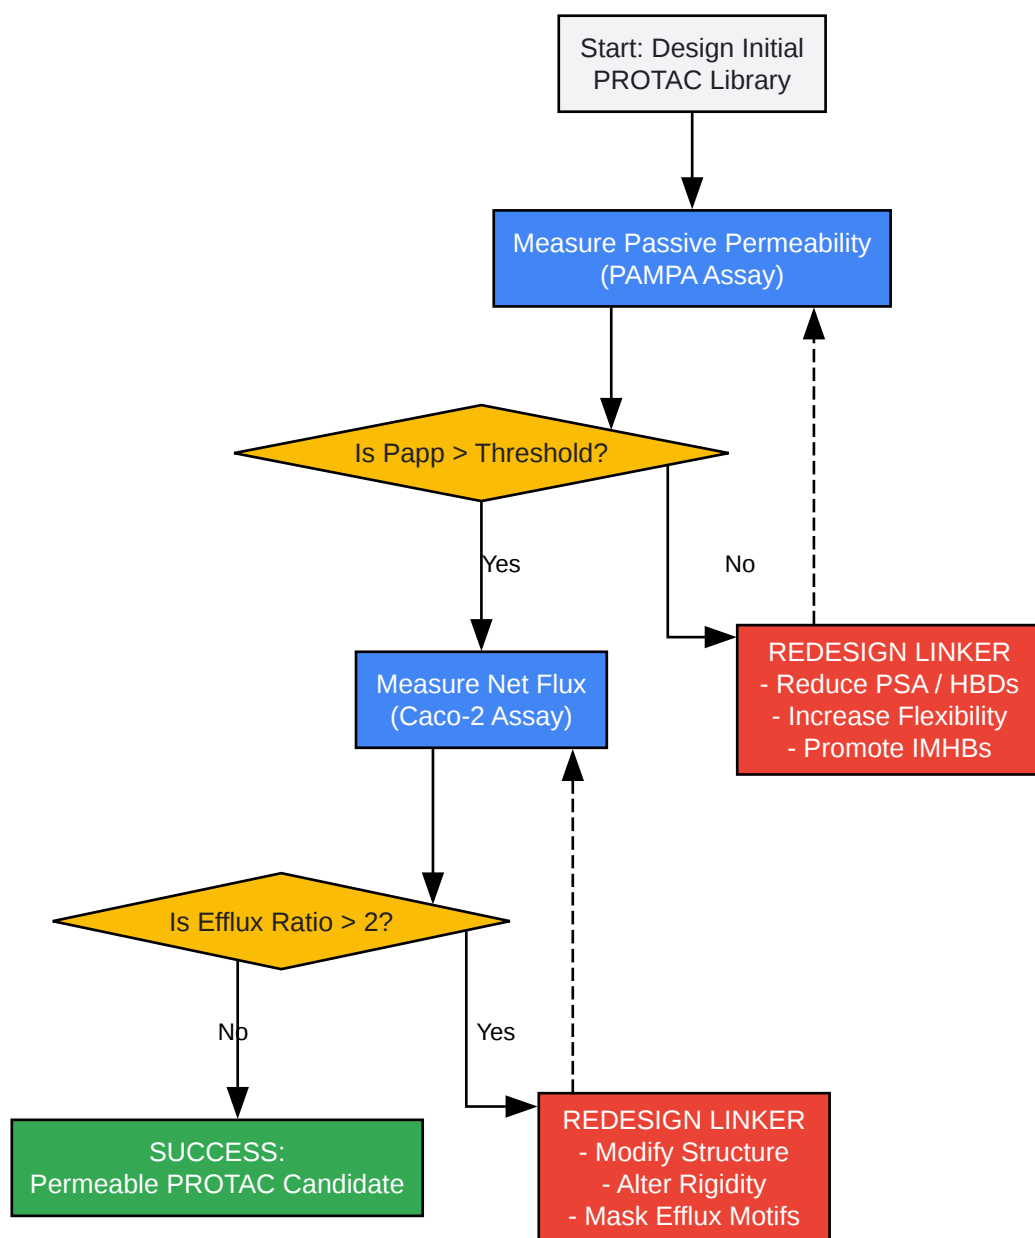 Start: Design Initial
PROTAC Library
Measure Passive Permeability
(PAMPA Assay)
Is Papp > Threshold?
Yes
No
Measure Net Flux
(Caco-2 Assay)
REDESIGN LINKER
- Reduce PSA / HBDs
- Increase Flexibility
- Promote IMHBs
Is Efflux Ratio > 2?
No
Yes
SUCCESS:
Permeable PROTAC Candidate
REDESIGN LINKER
- Modify Structure
- Alter Rigidity
- Mask Efflux Motifs